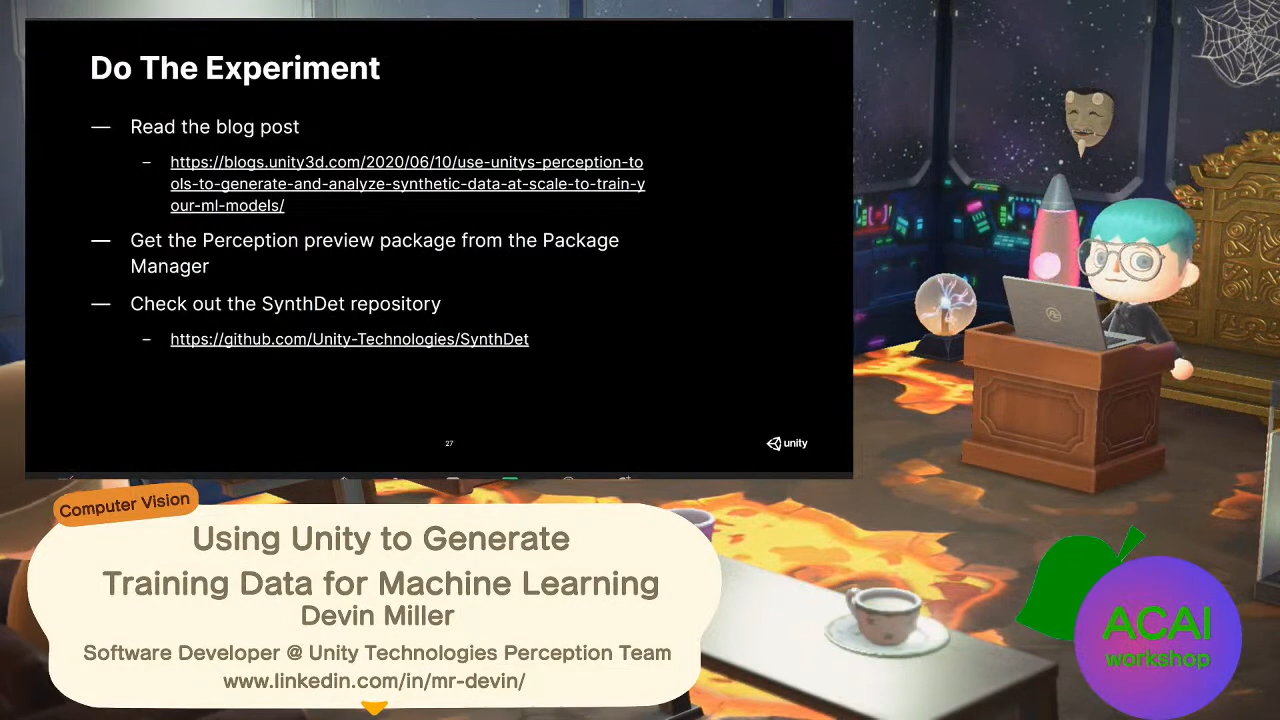 Do The Experiment
— Read the blog post
– https://blogs.unity3d.com/2020/06/10/use-unitys-perception-to
ols-to-generate-and-analyze-synthetic-data-at-scale-to-train-y
our-ml-models/
— Get the Perception preview package from the Package
Manager
— Check out the SynthDet repository
– https://github.com/Unity-Technologies/SynthDet
27
unity
Computer Vision
Using Unity to Generate
Training Data for Machine Learning
Devin Miller
Software Developer @ Unity Technologies Perception Team
www.linkedin.com/in/mr-devin/
ACAI
workshop